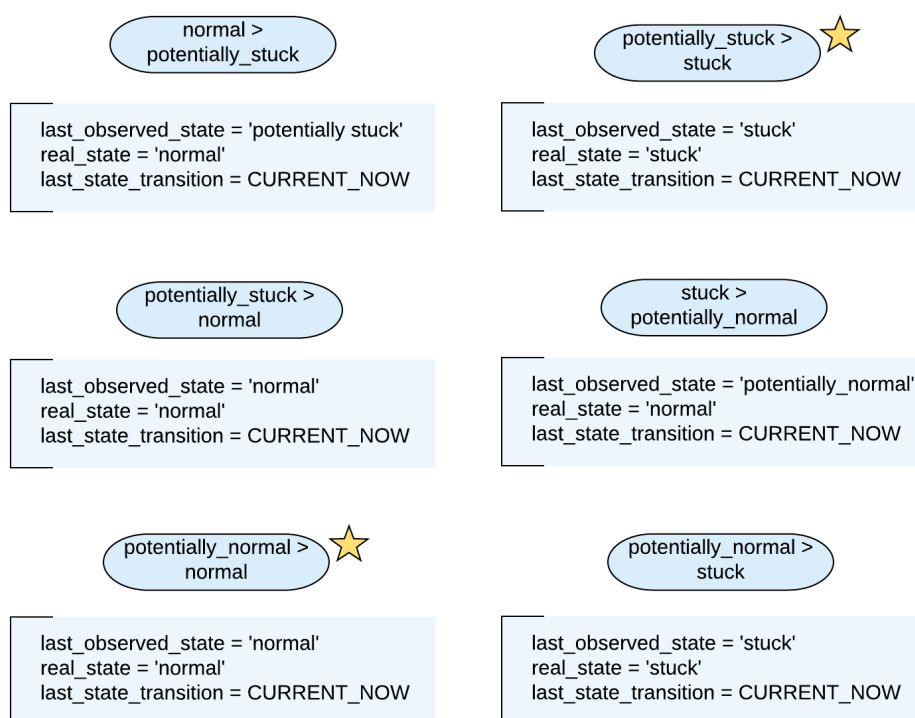 normal >
potentially_stuck
potentially_stuck >
stuck
last_observed_state = 'potentially stuck'
real_state = 'normal'
last_state_transition = CURRENT_NOW
last_observed_state = 'stuck'
real_state = 'stuck'
last_state_transition = CURRENT_NOW
potentially_stuck >
normal
stuck >
potentially_normal
last_observed_state = 'normal'
real_state = 'normal'
last_state_transition = CURRENT_NOW
last_observed_state = 'potentially_normal'
real_state = 'normal'
last_state_transition = CURRENT_NOW
potentially_normal >
normal
potentially_normal >
stuck
last_observed_state = 'normal'
real_state = 'normal'
last_state_transition = CURRENT_NOW
last_observed_state = 'stuck'
real_state = 'stuck'
last_state_transition = CURRENT_NOW